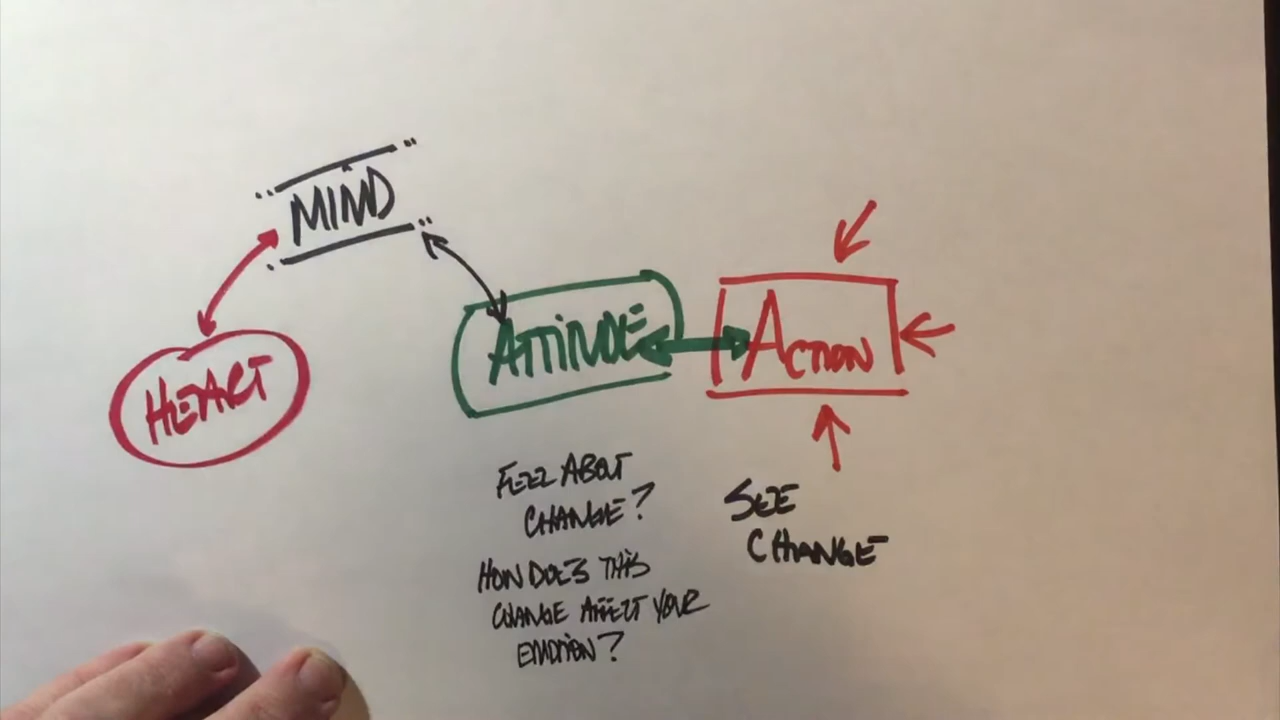 MIND
HEART
ATTITUDE
ACTION
FEEL ABOUT
CHANGE?
HOW DOES THIS
CHANGE AFFECT YOUR
EMOTION?
SEE
CHANGE